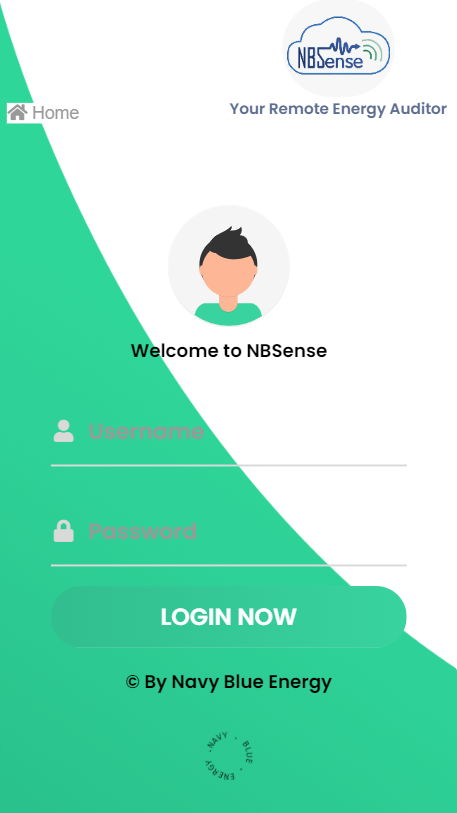 NBSense
Your Remote Energy Auditor
Home
Welcome to NBSense
Username
Password
LOGIN NOW
© By Navy Blue Energy
NAVY · BLUE · ENERGY ·